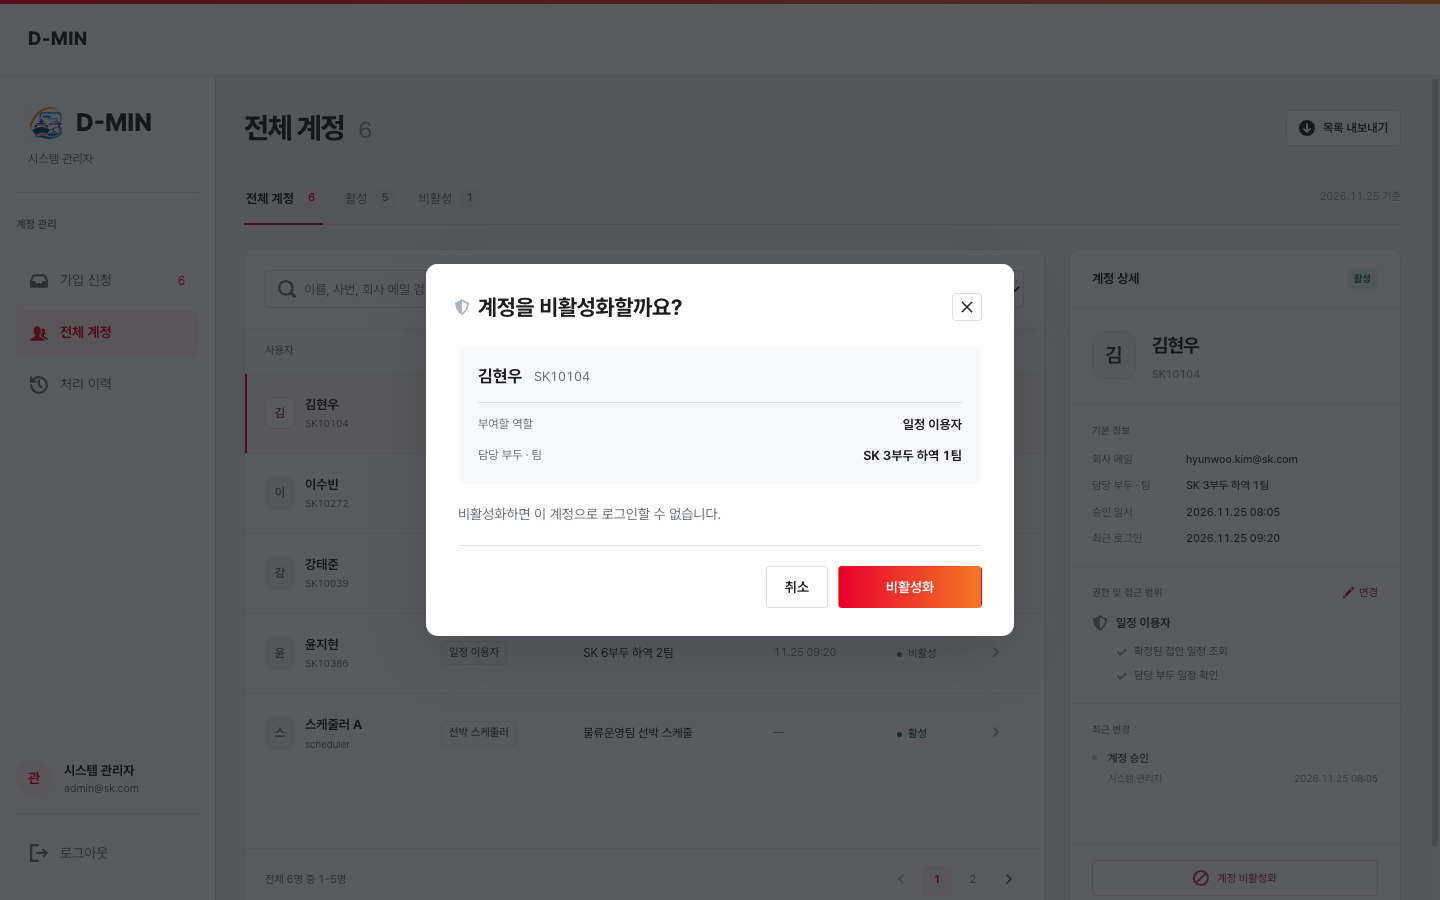 D-MIN
D-MIN
시스템 관리자
계정 관리
가입 신청 6
전체 계정
처리 이력
관 시스템 관리자
admin@sk.com
로그아웃
전체 계정 6
목록 내보내기
전체 계정 6 활성 5 비활성 1
2026.11.25 기준
이름, 사번, 회사 메일 검
사용자
김 김현우
SK10104
이 이수빈
SK10272
강 강태준
SK10039
윤 윤지현
SK10386
일정 이용자 SK 6부두 하역 2팀 11.25 09:20 비활성
스 스케줄러 A
scheduler
선박 스케줄러 물류운영팀 선박 스케줄 — 활성
전체 6명 중 1–5명
1 2
계정을 비활성화할까요?
김현우 SK10104
부여할 역할 일정 이용자
담당 부두 · 팀 SK 3부두 하역 1팀
비활성화하면 이 계정으로 로그인할 수 없습니다.
취소 비활성화
계정 상세 활성
김 김현우
SK10104
기본 정보
회사 메일 hyunwoo.kim@sk.com
담당 부두 · 팀 SK 3부두 하역 1팀
승인 일시 2026.11.25 08:05
최근 로그인 2026.11.25 09:20
권한 및 접근 범위 변경
일정 이용자
확정된 접안 일정 조회
담당 부두 일정 확인
최근 변경
계정 승인
시스템 관리자 2026.11.25 08:05
계정 비활성화